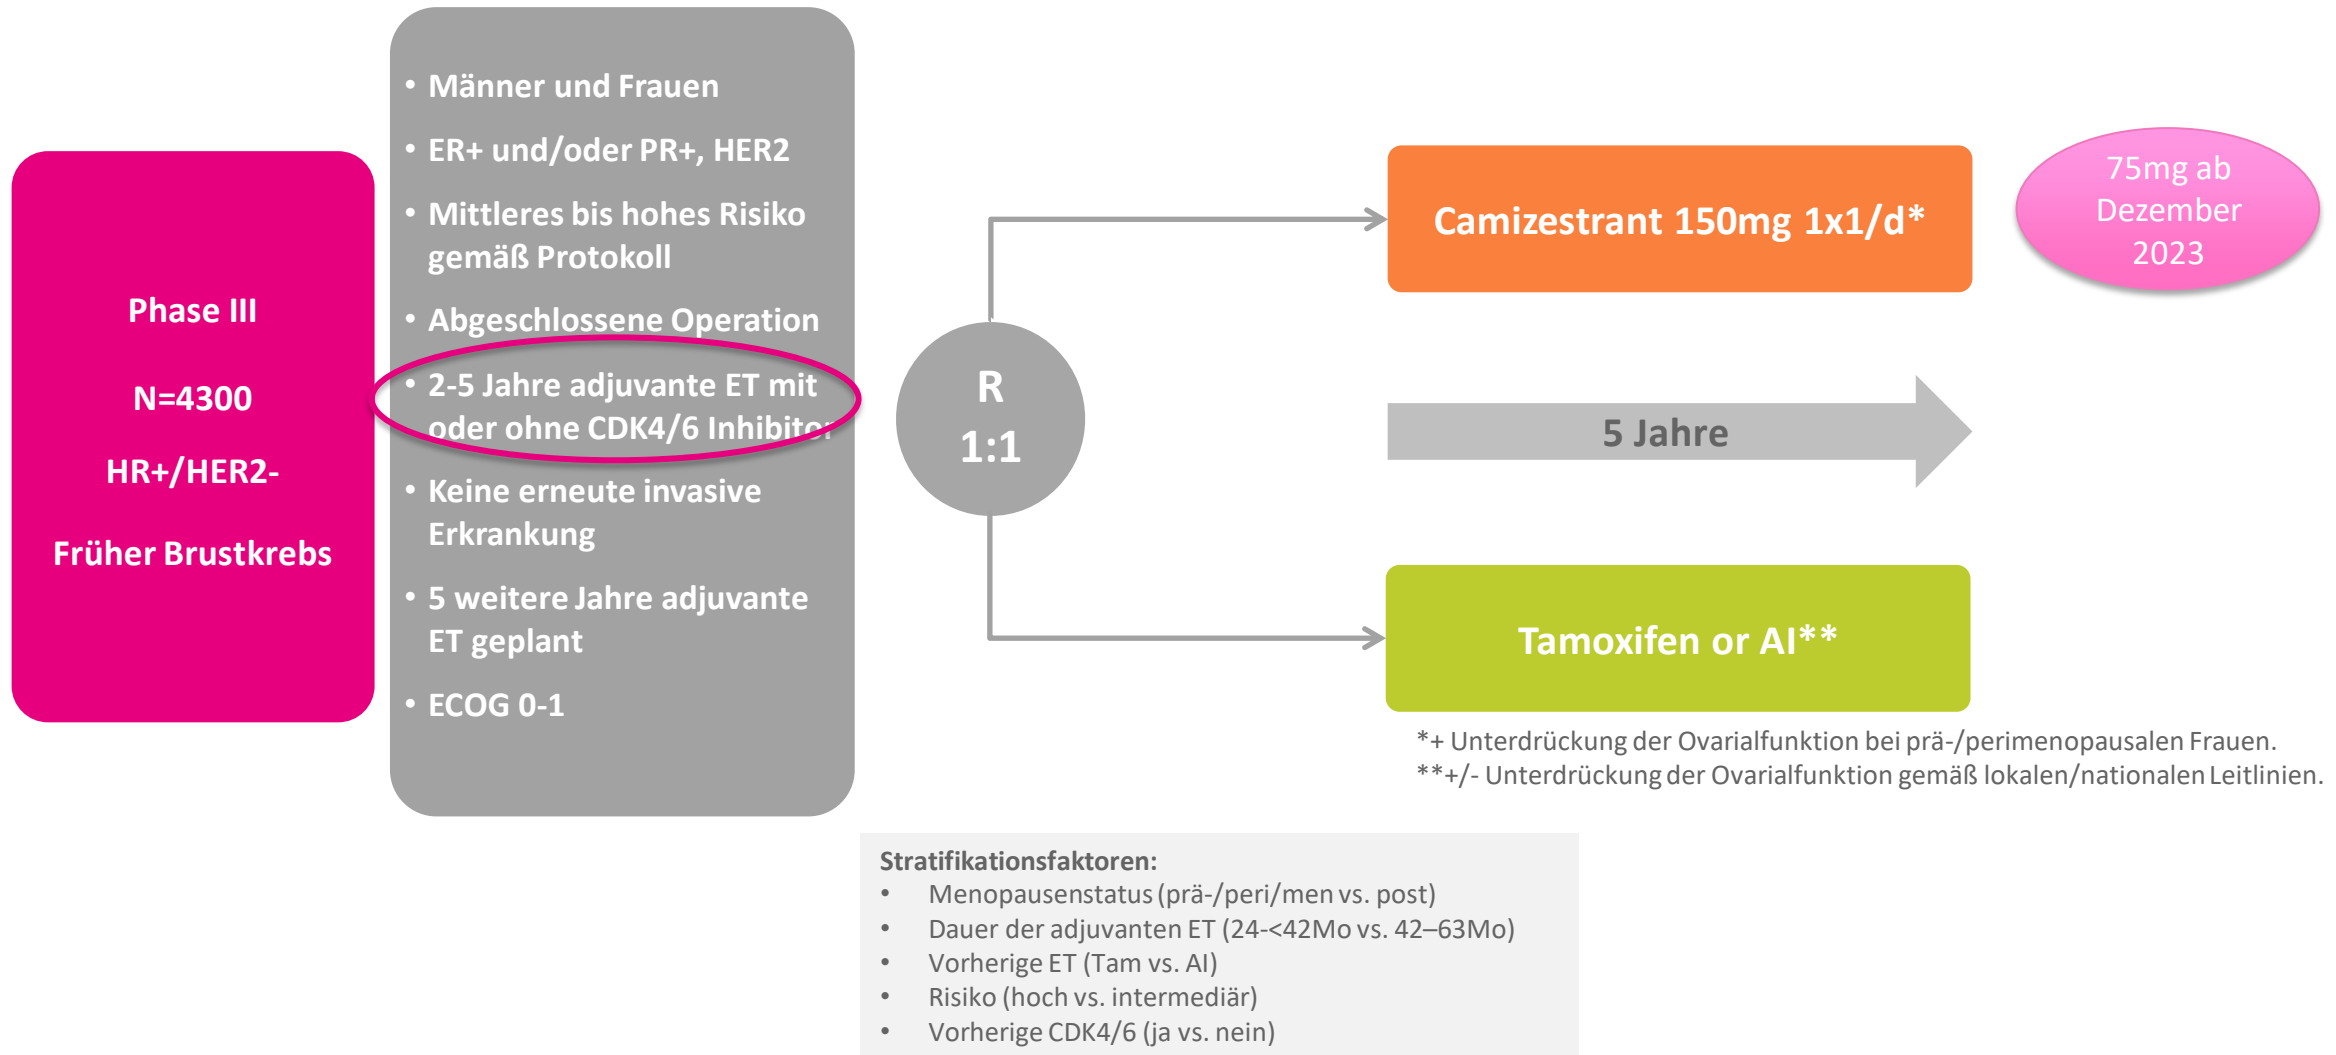 Phase III
N=4300
HR+/HER2-
Früher Brustkrebs
• Männer und Frauen
• ER+ und/oder PR+, HER2
• Mittleres bis hohes Risiko
gemäß Protokoll
• Abgeschlossene Operation
• 2-5 Jahre adjuvante ET mit
oder ohne CDK4/6 Inhibitor
• Keine erneute invasive
Erkrankung
• 5 weitere Jahre adjuvante
ET geplant
• ECOG 0-1
R
1:1
Camizestrant 150mg 1x1/d*
75mg ab
Dezember
2023
5 Jahre
Tamoxifen or AI**
*+ Unterdrückung der Ovarialfunktion bei prä-/perimenopausalen Frauen.
**+/- Unterdrückung der Ovarialfunktion gemäß lokalen/nationalen Leitlinien.
Stratifikationsfaktoren:
• Menopausenstatus (prä-/peri/men vs. post)
• Dauer der adjuvanten ET (24-<42Mo vs. 42–63Mo)
• Vorherige ET (Tam vs. AI)
• Risiko (hoch vs. intermediär)
• Vorherige CDK4/6 (ja vs. nein)